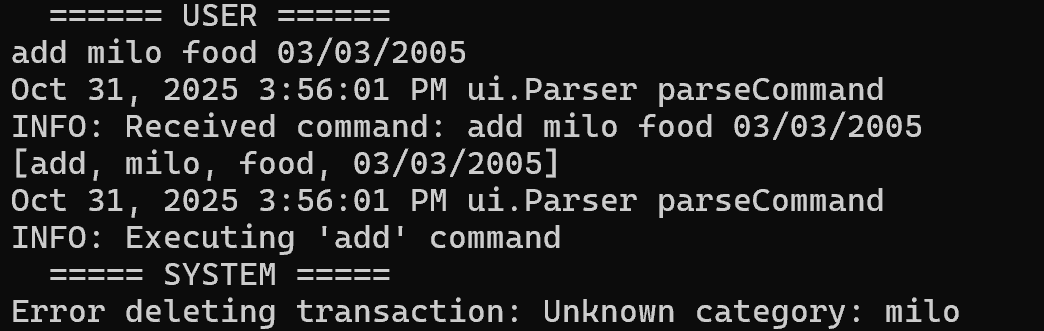 ====== USER ======
add milo food 03/03/2005
Oct 31, 2025 3:56:01 PM ui.Parser parseCommand
INFO: Received command: add milo food 03/03/2005
[add, milo, food, 03/03/2005]
Oct 31, 2025 3:56:01 PM ui.Parser parseCommand
INFO: Executing 'add' command
===== SYSTEM =====
Error deleting transaction: Unknown category: milo